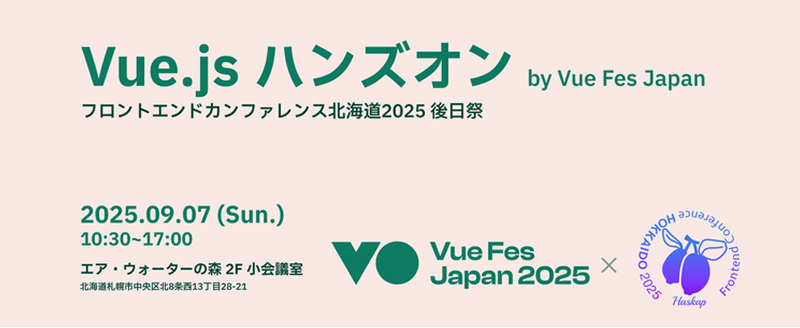 Vue.js ハンズオン by Vue Fes Japan
フロントエンドカンファレンス北海道2025 後日祭
2025.09.07 (Sun.)
10:30~17:00
エア・ウォーターの森 2F 小会議室
北海道札幌市中央区北8条西13丁目28-21
Vue Fes
Japan 2025
×
Frontend Conference HOKKAIDO 2025
Haskap